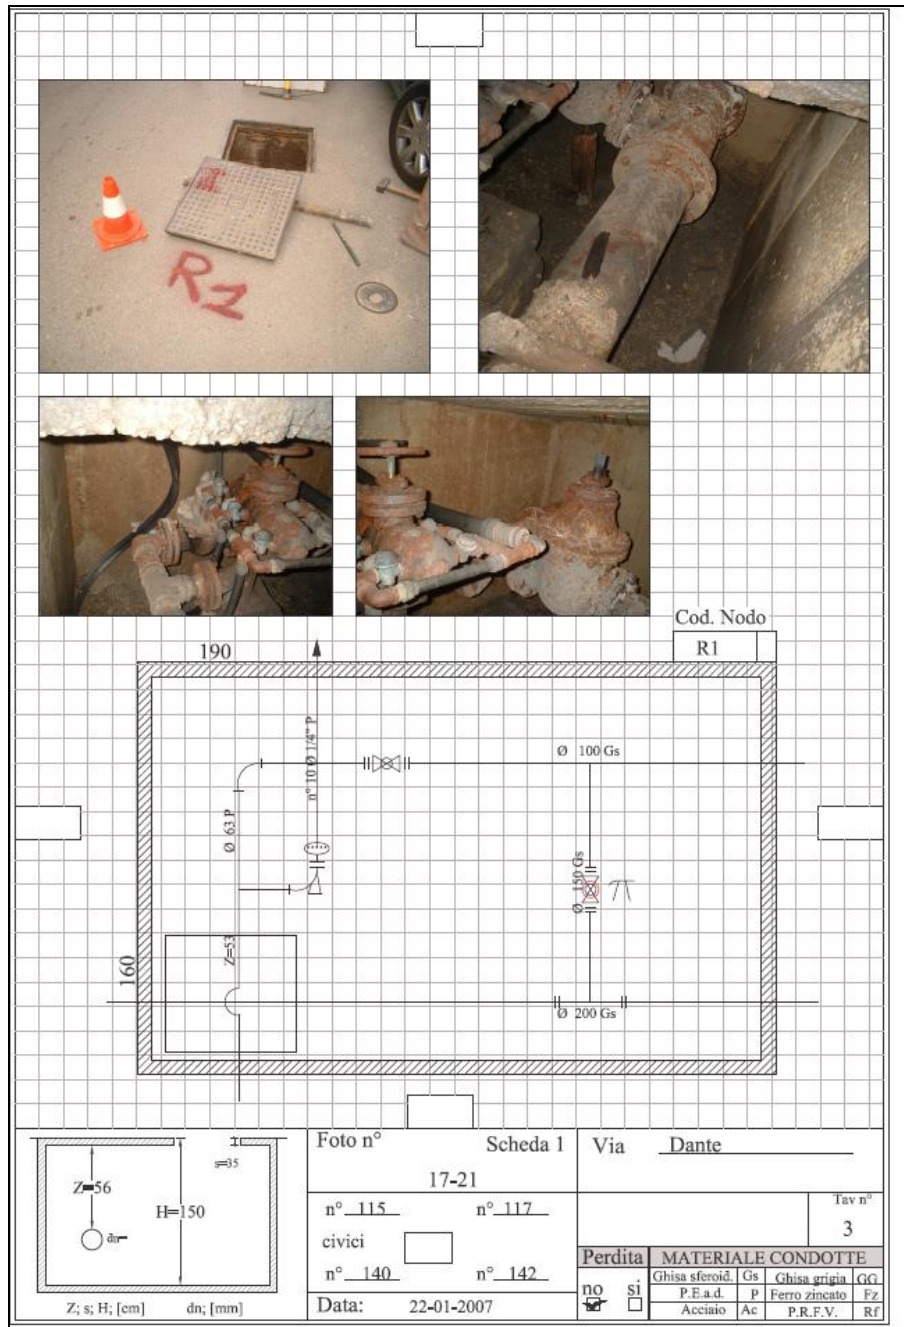 R1
Cod. Nodo
R1
190
n° 10 Ø 1/4" P
Ø 100 Gs
Ø 63 P
Ø 150 Gs
π
Z=53
160
Ø 200 Gs
s=35
Z=56
H=150
dn=
Z; s; H; [cm] dn; [mm]
Foto n° Scheda 1
17-21
n° 115 n° 117
civici
n° 140 n° 142
Data: 22-01-2007
Via Dante
Tav n°
3
Perdita MATERIALE CONDOTTE
no si
Ghisa sferoid. Gs Ghisa grigia GG
P.E.a.d. P Ferro zincato Fz
Acciaio Ac P.R.F.V. Rf